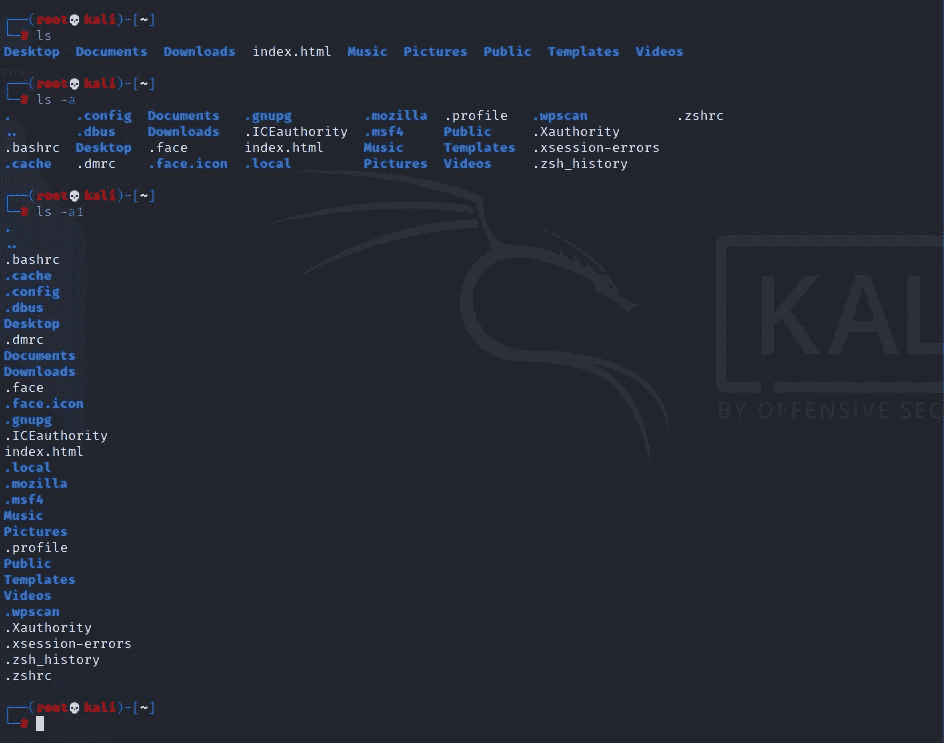 ┌──(root💀kali)-[~]
└─# ls
Desktop Documents Downloads index.html Music Pictures Public Templates Videos
┌──(root💀kali)-[~]
└─# ls -a
. .config Documents .gnupg .mozilla .profile .wpscan .zshrc
.. .dbus Downloads .ICEauthority .msf4 Public .Xauthority
.bashrc Desktop .face index.html Music Templates .xsession-errors
.cache .dmrc .face.icon .local Pictures Videos .zsh_history
┌──(root💀kali)-[~]
└─# ls -a1
.
..
.bashrc
.cache
.config
.dbus
Desktop
.dmrc
Documents
Downloads
.face
.face.icon
.gnupg
.ICEauthority
index.html
.local
.mozilla
.msf4
Music
Pictures
.profile
Public
Templates
Videos
.wpscan
.Xauthority
.xsession-errors
.zsh_history
.zshrc
┌──(root💀kali)-[~]
└─#
KAL
BY OFFENSIVE SEC